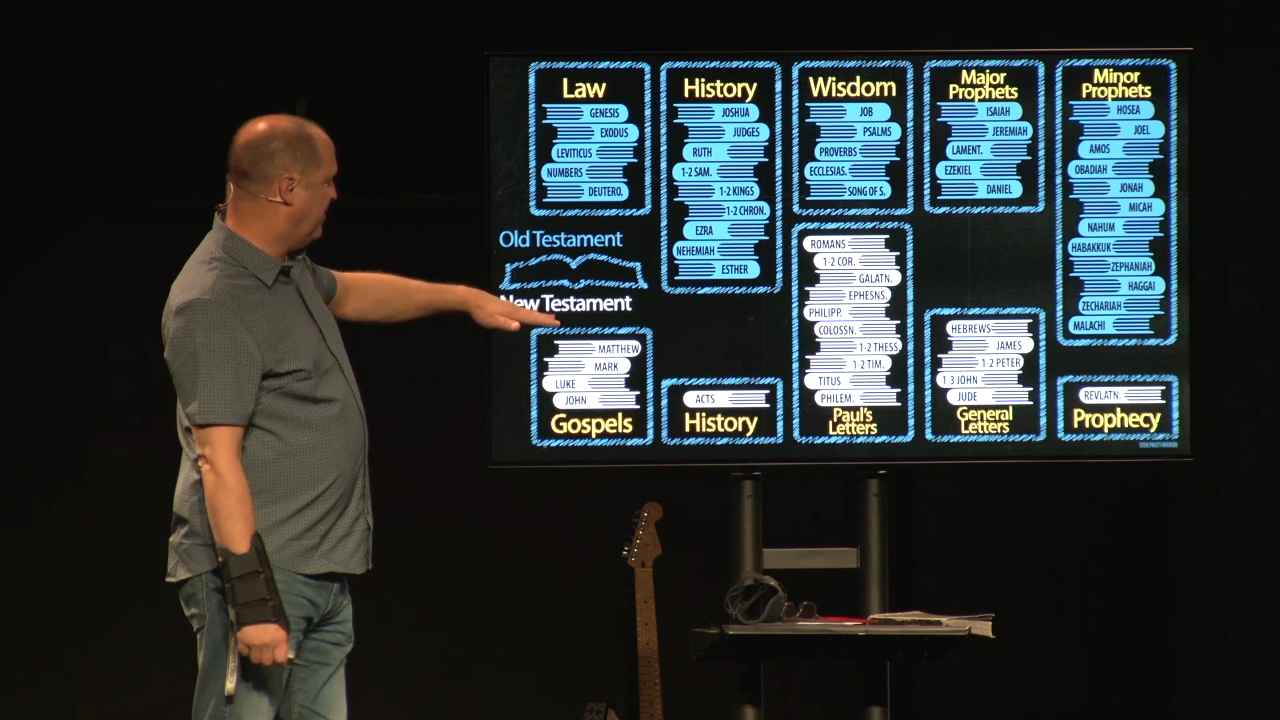 Law
GENESIS
EXODUS
LEVITICUS
NUMBERS
DEUTERO.
History
JOSHUA
JUDGES
RUTH
1-2 SAM.
1-2 KINGS
1-2 CHRON.
EZRA
NEHEMIAH
ESTHER
Wisdom
JOB
PSALMS
PROVERBS
ECCLESIAS.
SONG OF S.
Major
Prophets
ISAIAH
JEREMIAH
LAMENT.
EZEKIEL
DANIEL
Minor
Prophets
HOSEA
JOEL
AMOS
OBADIAH
JONAH
MICAH
NAHUM
HABAKKUK
ZEPHANIAH
HAGGAI
ZECHARIAH
MALACHI
Old Testament
New Testament
MATTHEW
MARK
LUKE
JOHN
Gospels
ACTS
History
ROMANS
1-2 COR.
GALATN.
EPHESNS.
PHILIPP.
COLOSSN.
1-2 THESS
1-2 TIM.
TITUS
PHILEM.
Paul's
Letters
HEBREWS
JAMES
1-2 PETER
1-3 JOHN
JUDE
General
Letters
REVLATN.
Prophecy